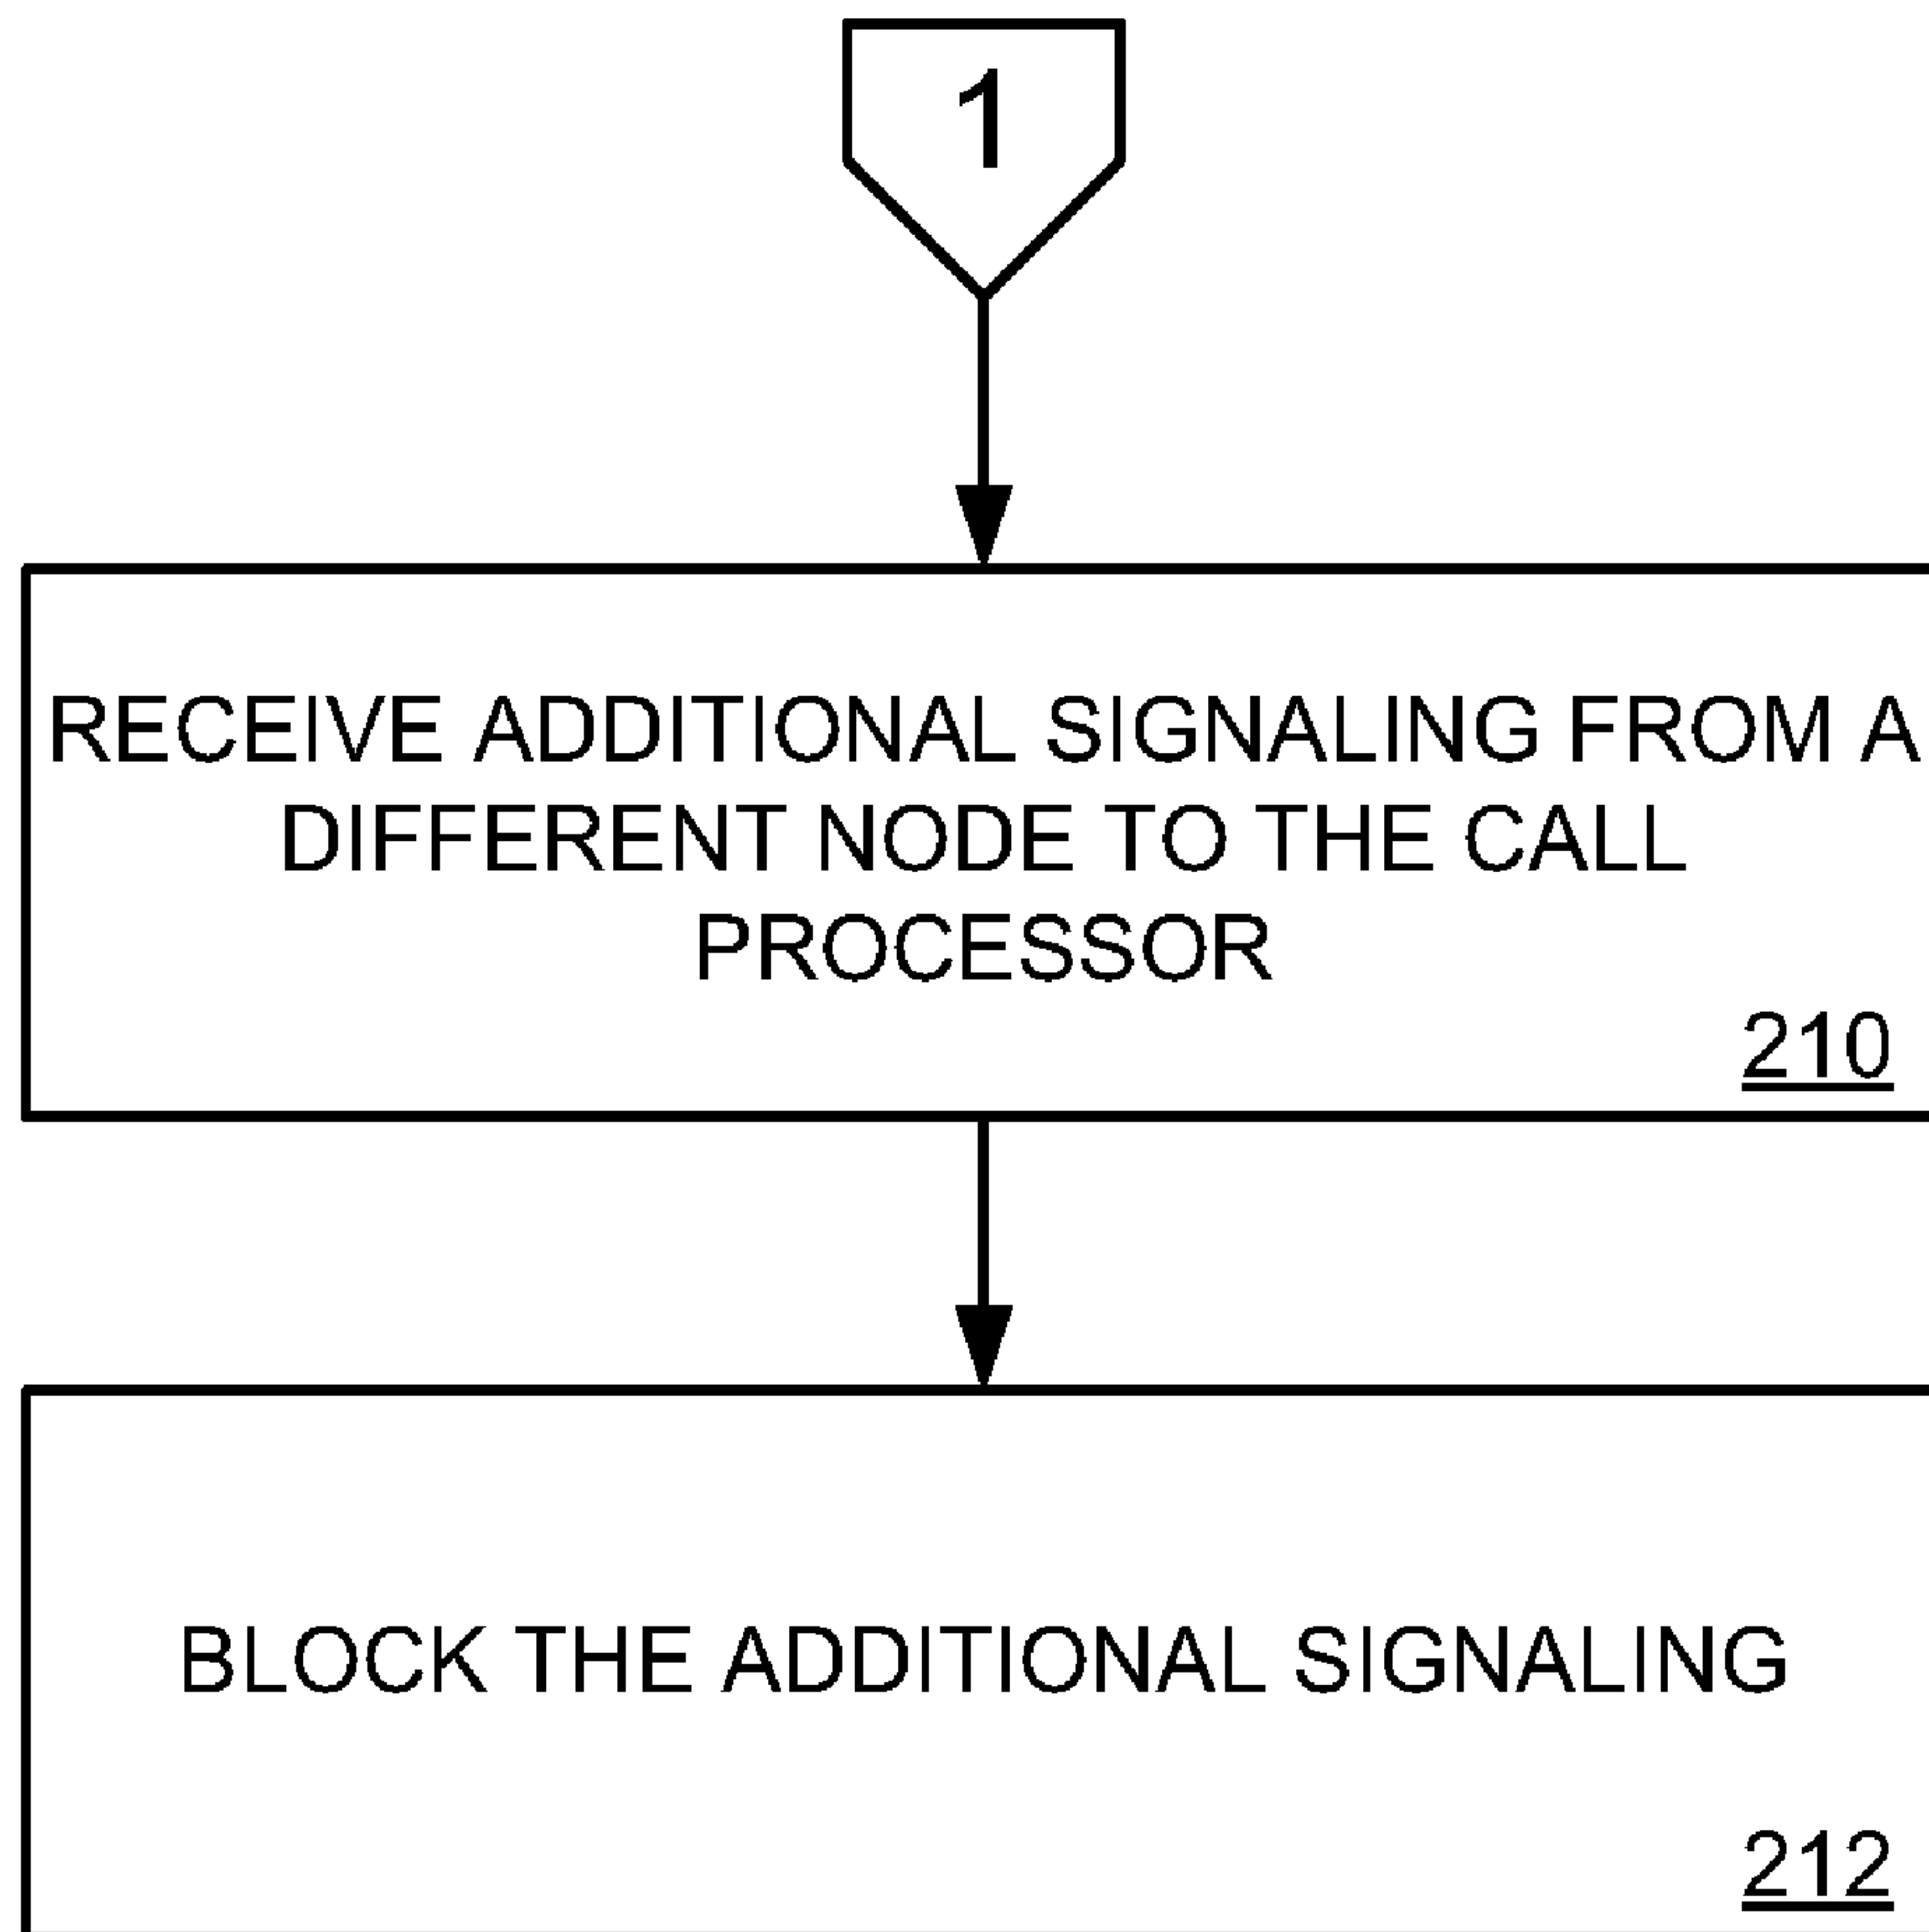 1
RECEIVE ADDITIONAL SIGNALING FROM A
DIFFERENT NODE TO THE CALL
PROCESSOR
210
BLOCK THE ADDITIONAL SIGNALING
212